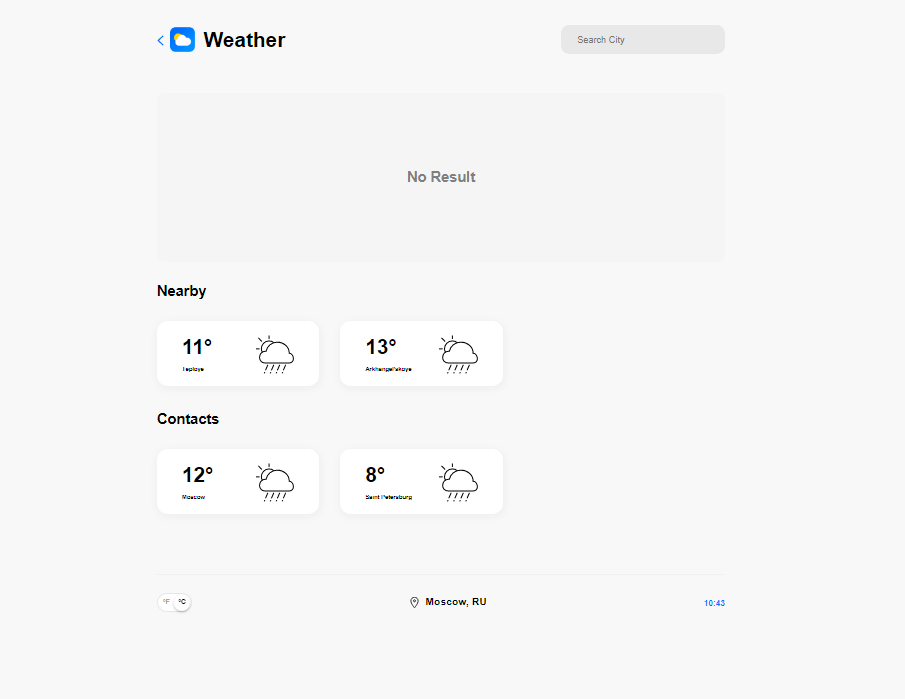 Weather
Search City
No Result
Nearby
11°
Teploye
13°
Arkhangel'skoye
Contacts
12°
Moscow
8°
Saint Petersburg
°F °C
Moscow, RU
10:43